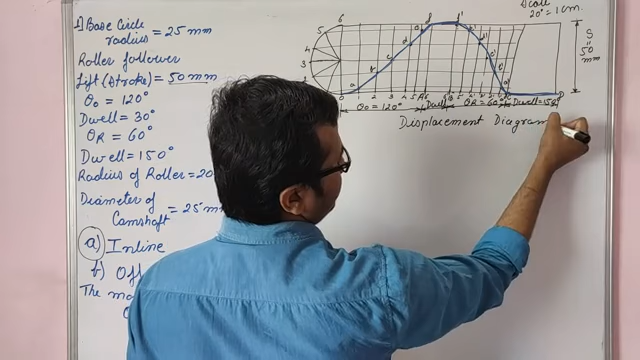 1) Base Circle
radius = 25 mm
Roller follower
Lift (Stroke) = 50 mm
θo = 120°
Dwell = 30°
θR = 60°
Dwell = 150°
Radius of Roller = 20
Diameter of
Camshaft = 25 mm
a) Inline
b) Off
The ma
Scale
20° = 1 cm.
S = 50 mm
θo = 120°
Dwell
θR = 60°
Dwell = 150°
Displacement Diagram